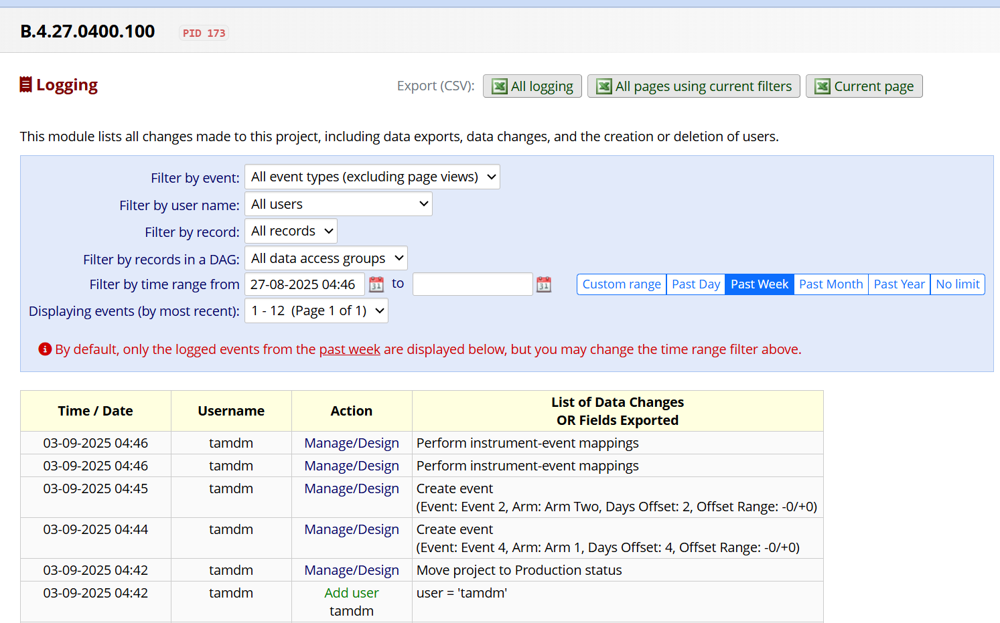 B.4.27.0400.100 PID 173
Logging Export (CSV): All logging All pages using current filters Current page
This module lists all changes made to this project, including data exports, data changes, and the creation or deletion of users.
Filter by event: All event types (excluding page views)
Filter by user name: All users
Filter by record: All records
Filter by records in a DAG: All data access groups
Filter by time range from 27-08-2025 04:46 31 to 31 Custom range Past Day Past Week Past Month Past Year No limit
Displaying events (by most recent): 1 - 12 (Page 1 of 1)
By default, only the logged events from the past week are displayed below, but you may change the time range filter above.
Time / Date Username Action List of Data Changes
OR Fields Exported
03-09-2025 04:46 tamdm Manage/Design Perform instrument-event mappings
03-09-2025 04:46 tamdm Manage/Design Perform instrument-event mappings
03-09-2025 04:45 tamdm Manage/Design Create event
(Event: Event 2, Arm: Arm Two, Days Offset: 2, Offset Range: -0/+0)
03-09-2025 04:44 tamdm Manage/Design Create event
(Event: Event 4, Arm: Arm 1, Days Offset: 4, Offset Range: -0/+0)
03-09-2025 04:42 tamdm Manage/Design Move project to Production status
03-09-2025 04:42 tamdm Add user user = 'tamdm'
tamdm